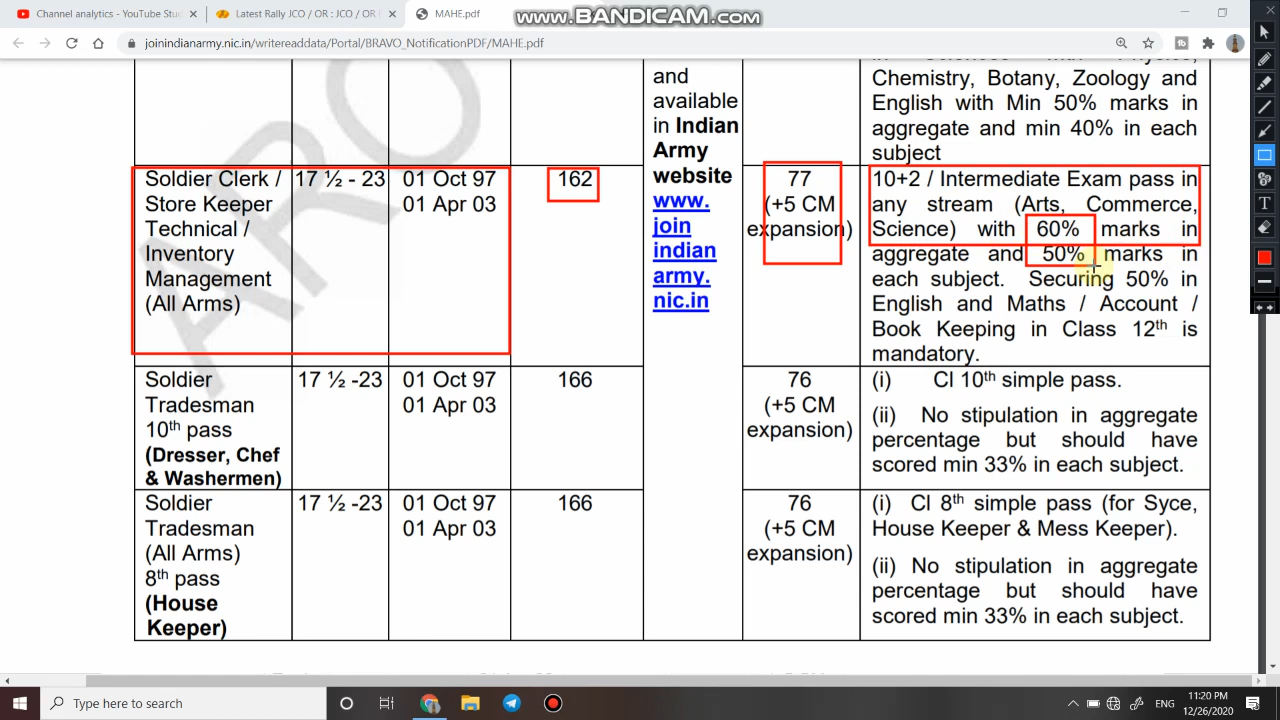 Channel analytics - YouTube Stud
Latest Rally JCO / OR : JCO / OR E
MAHE.pdf
www.BANDICAM.com
joinindianarmy.nic.in/writereaddata/Portal/BRAVO_NotificationPDF/MAHE.pdf
and
available
in Indian
Army
website
www.
join
indian
army.
nic.in
Chemistry, Botany, Zoology and
English with Min 50% marks in
aggregate and min 40% in each
subject
Soldier Clerk /
Store Keeper
Technical /
Inventory
Management
(All Arms)
17 ½ - 23
01 Oct 97
01 Apr 03
162
77
(+5 CM
expansion)
10+2 / Intermediate Exam pass in
any stream (Arts, Commerce,
Science) with 60% marks in
aggregate and 50% marks in
each subject. Securing 50% in
English and Maths / Account /
Book Keeping in Class 12th is
mandatory.
Soldier
Tradesman
10th pass
(Dresser, Chef
& Washermen)
17 ½ -23
01 Oct 97
01 Apr 03
166
76
(+5 CM
expansion)
(i) Cl 10th simple pass.
(ii) No stipulation in aggregate
percentage but should have
scored min 33% in each subject.
Soldier
Tradesman
(All Arms)
8th pass
(House
Keeper)
17 ½ -23
01 Oct 97
01 Apr 03
166
76
(+5 CM
expansion)
(i) Cl 8th simple pass (for Syce,
House Keeper & Mess Keeper).
(ii) No stipulation in aggregate
percentage but should have
scored min 33% in each subject.
ARO
Type here to search
ENG
11:20 PM
12/26/2020